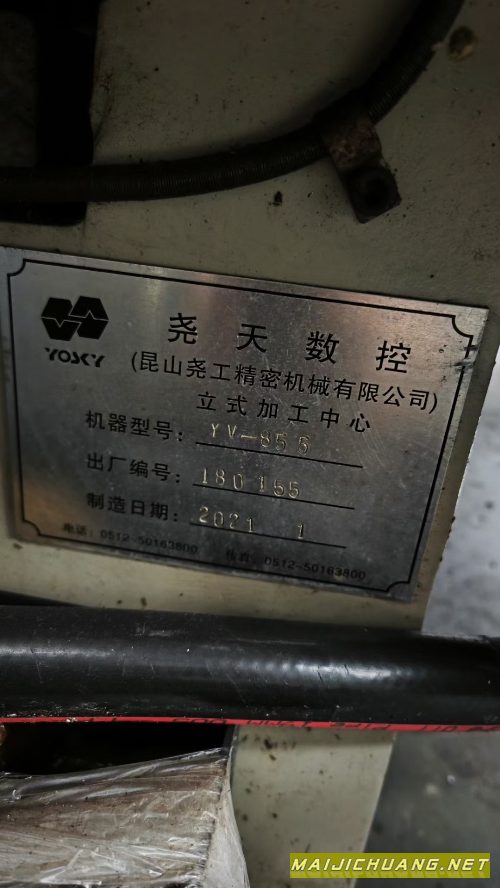 尧天数控
YOSKY
(昆山尧工精密机械有限公司)
立式加工中心
机器型号: YV-855
出厂编号: 180155
制造日期: 2021 1
电话: 0512-50163800 传真: 0512-50163800
MAIJICHUANG.NET